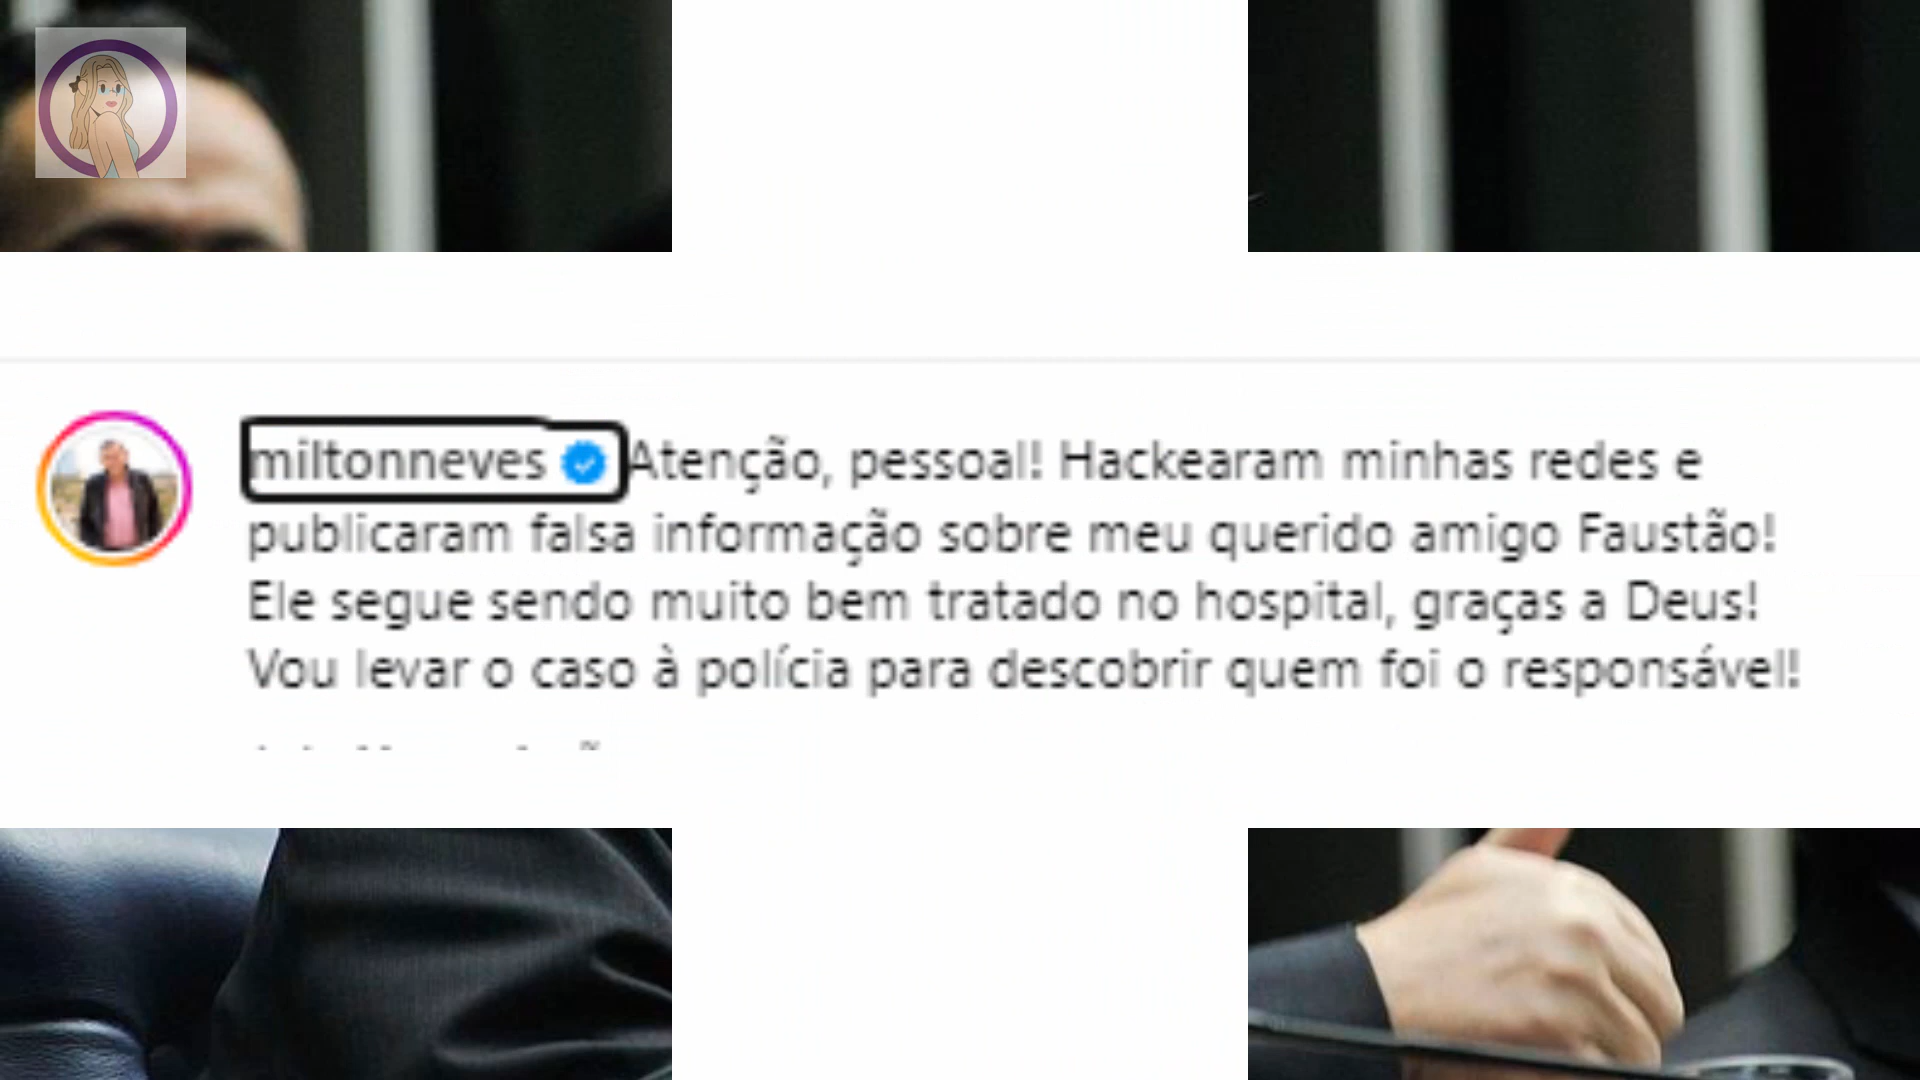 miltonneves Atenção, pessoal! Hackearam minhas redes e
publicaram falsa informação sobre meu querido amigo Faustão!
Ele segue sendo muito bem tratado no hospital, graças a Deus!
Vou levar o caso à polícia para descobrir quem foi o responsável!